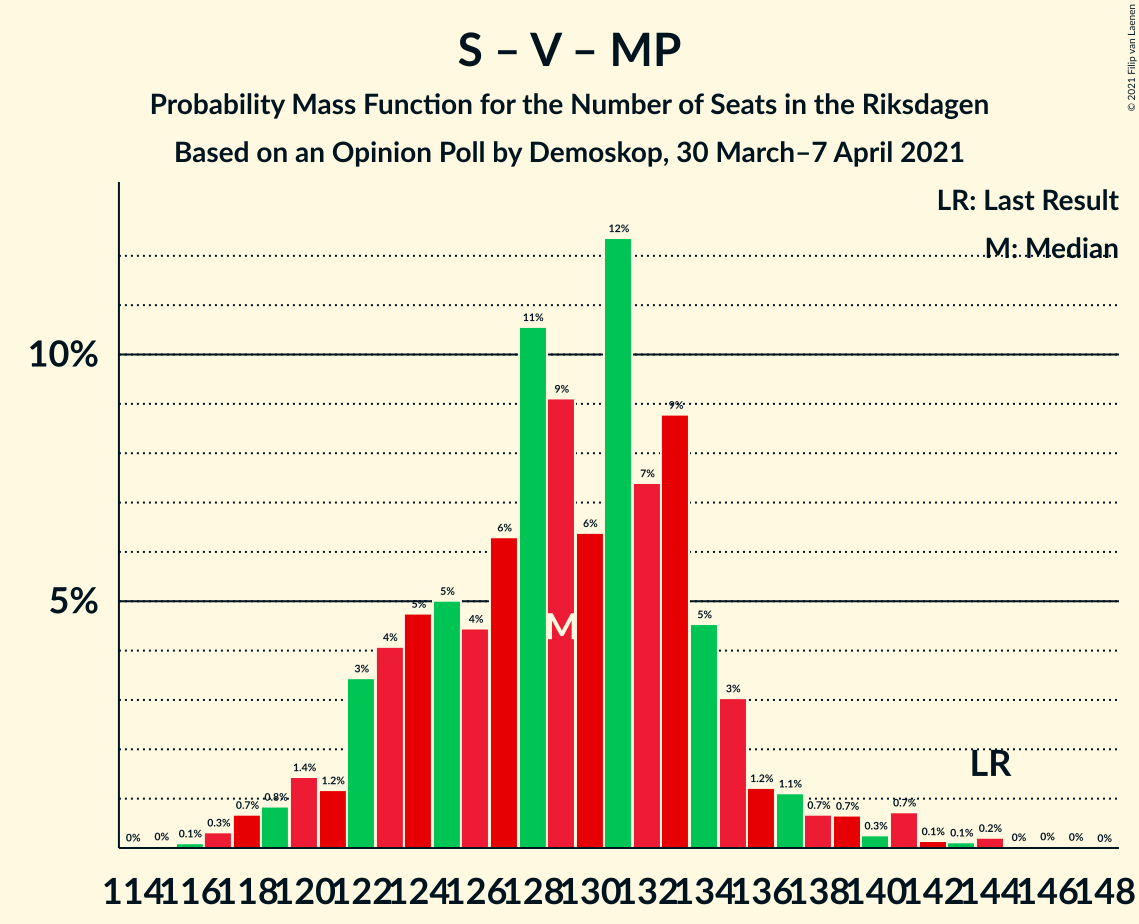 © 2021 Filip van Laenen
S – V – MP
Probability Mass Function for the Number of Seats in the Riksdagen
Based on an Opinion Poll by Demoskop, 30 March–7 April 2021
LR: Last Result
M: Median
10%
5%
0% 0% 0.1% 0.3% 0.7% 0.8% 1.4% 1.2% 3% 4% 5% 5% 4% 6% 11% 9% 6% 12% 7% 9% 5% 3% 1.2% 1.1% 0.7% 0.7% 0.3% 0.7% 0.1% 0.1% 0.2% 0% 0% 0% 0%
M
LR
114 116 118 120 122 124 126 128 130 132 134 136 138 140 142 144 146 148